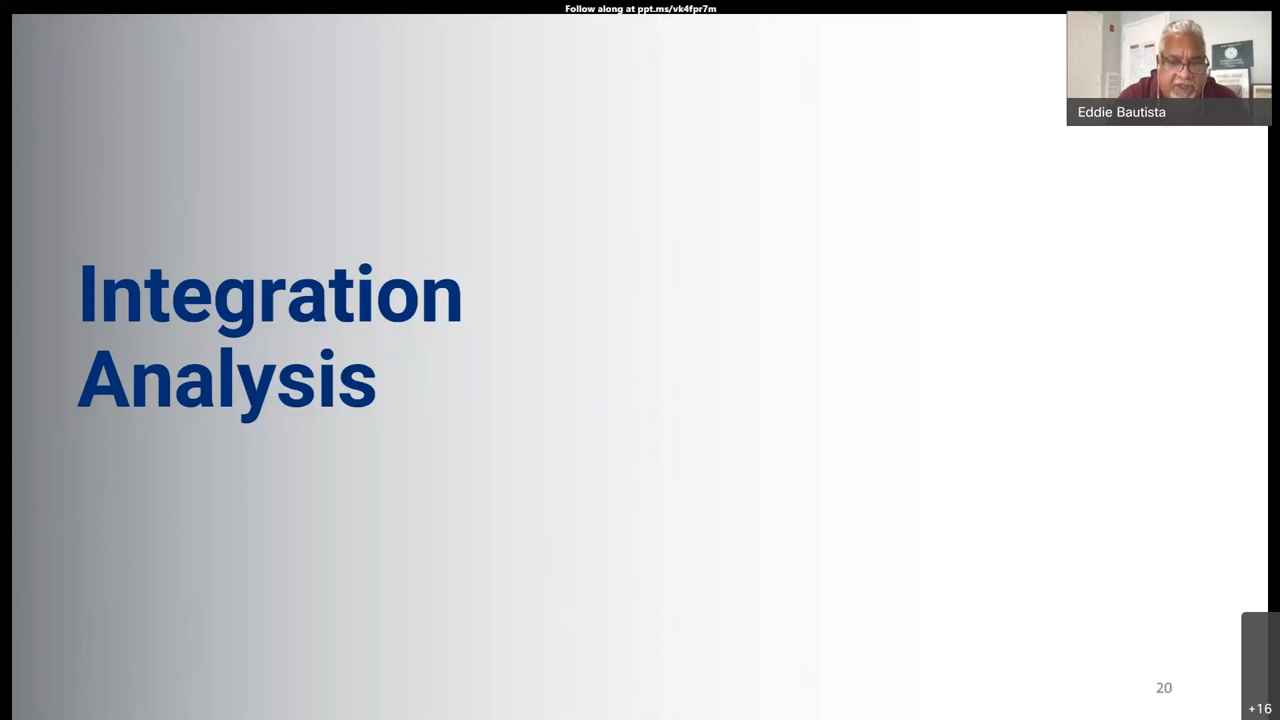 Follow along at ppt.ms/vk4fpr7m
Eddie Bautista
Integration
Analysis
20
+16